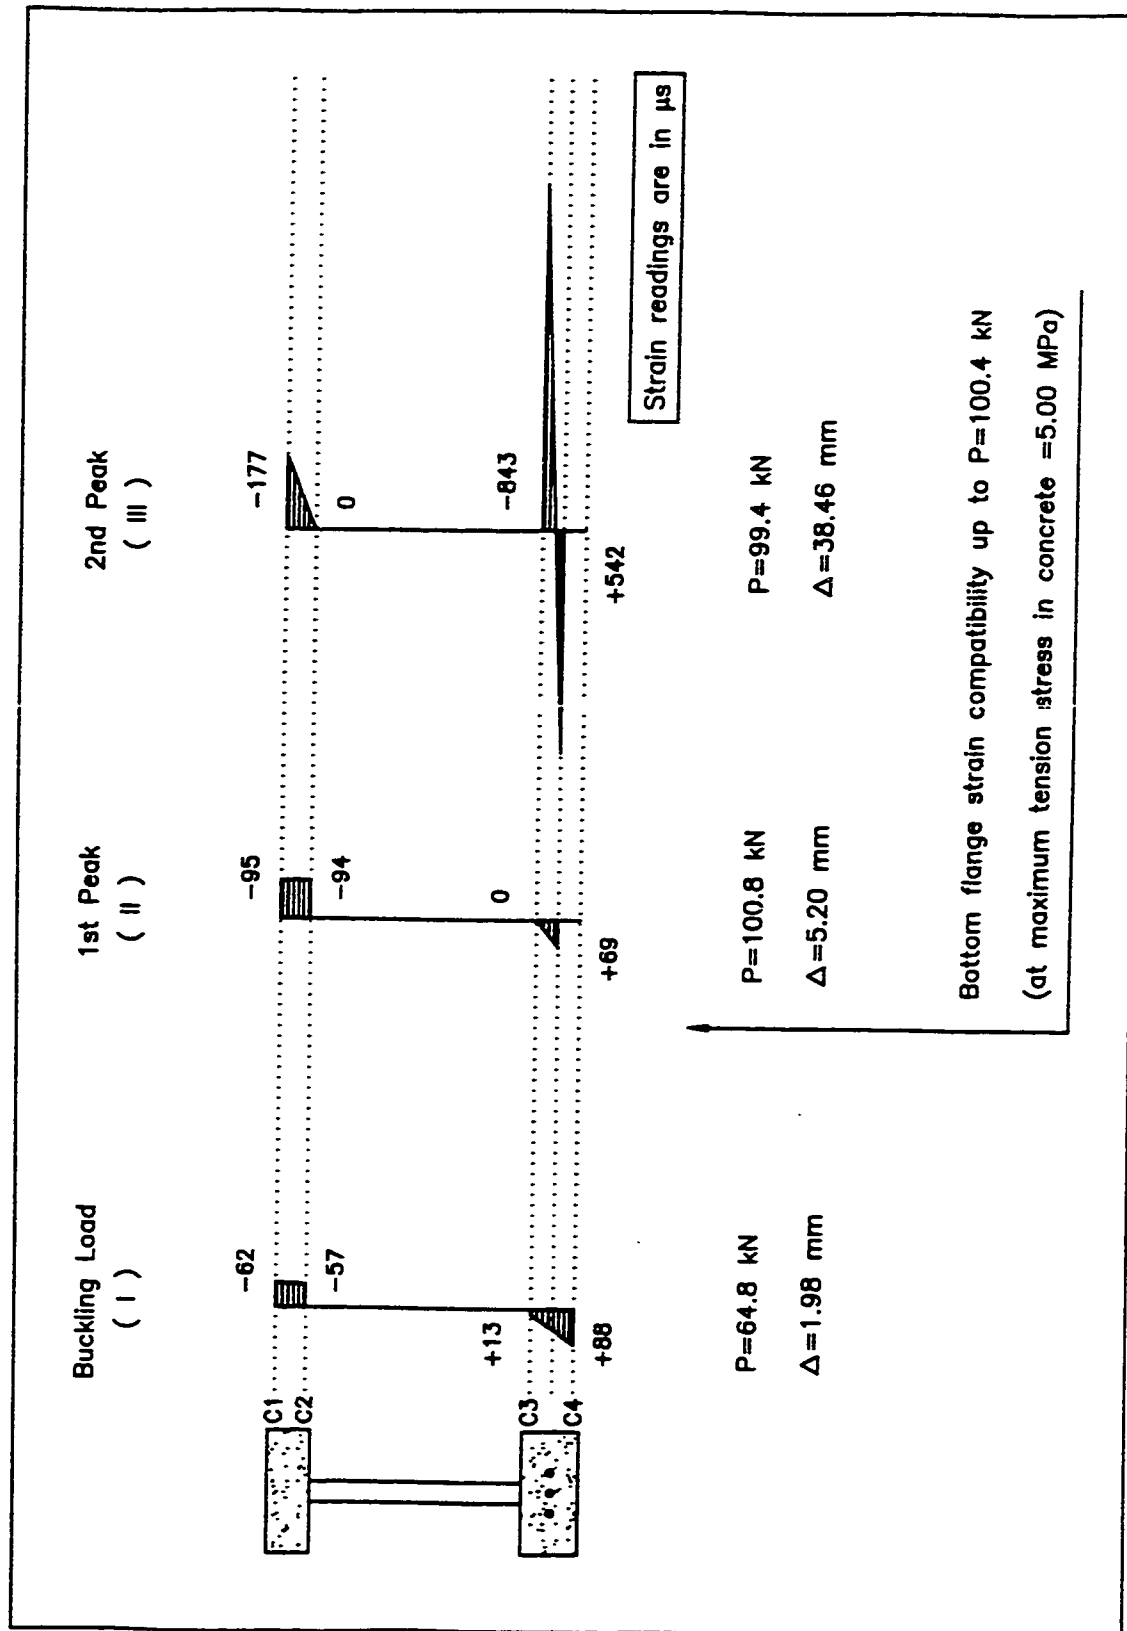 Buckling Load
( I )
1st Peak
( II )
2nd Peak
( III )
C1
C2
C3
C4
-62
-57
+13
+88
-95
-94
0
+69
-177
0
-843
+542
Strain readings are in µs
P=64.8 kN
Δ=1.98 mm
P=100.8 kN
Δ=5.20 mm
P=99.4 kN
Δ=38.46 mm
Bottom flange strain compatibility up to P=100.4 kN
(at maximum tension stress in concrete =5.00 MPa)